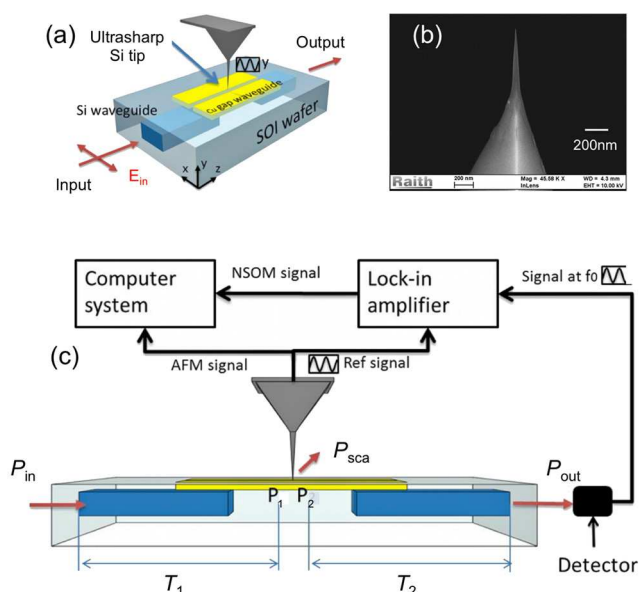 (a)
Ultrasharp
Si tip
Output
y
Si waveguide
Cu gap waveguide
SOI wafer
Input
E_in
x
y
z
(b)
200nm
Raith
200 nm
Mag = 45.58 K X
InLens
WD = 4.3 mm
EHT = 10.00 kV
Computer
system
NSOM signal
Lock-in
amplifier
Signal at f0
(c)
AFM signal
Ref signal
P_sca
P_in
P_out
P_1
P_2
Detector
T_1
T_2